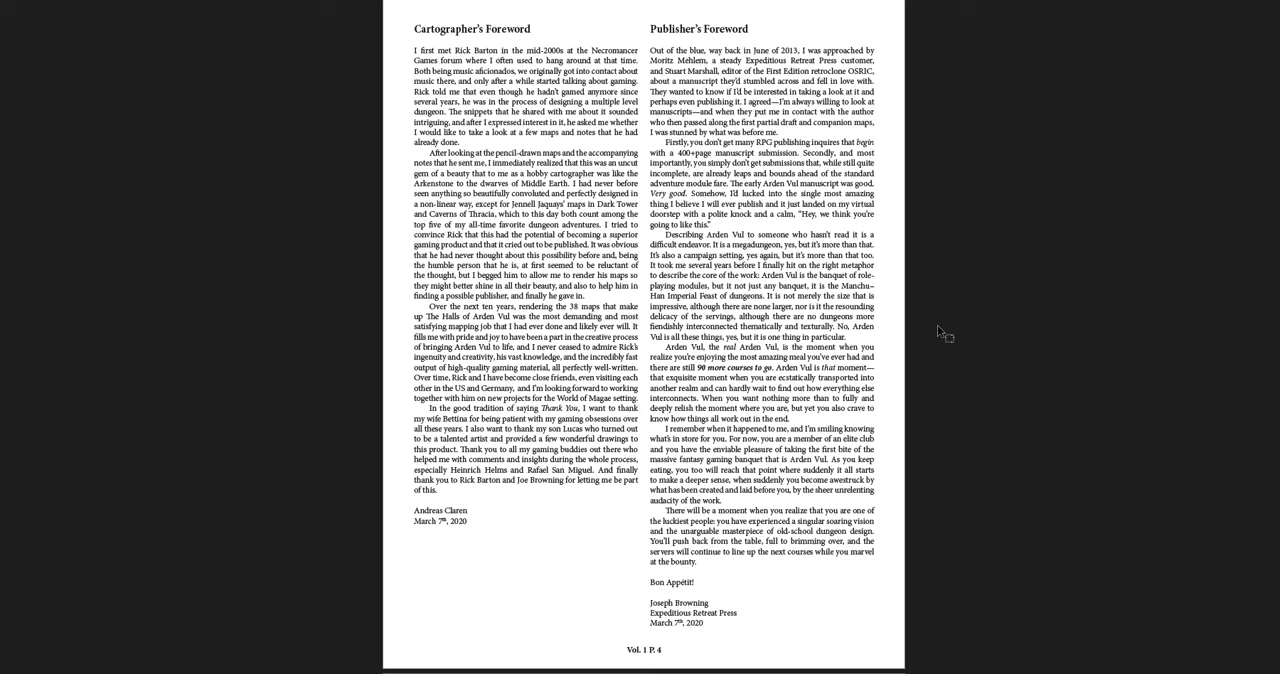 Cartographer's Foreword
I first met Rick Barton in the mid-2000s at the Necromancer
Games forum where I often used to hang around at that time.
Both being music aficionados, we originally got into contact about
music there, and only after a while started talking about gaming.
Rick told me that even though he hadn't gamed anymore since
several years, he was in the process of designing a multiple level
dungeon. The snippets that he shared with me about it sounded
intriguing, and after I expressed interest in it, he asked me whether
I would like to take a look at a few maps and notes that he had
already done.
After looking at the pencil-drawn maps and the accompanying
notes that he sent me, I immediately realized that this was an uncut
gem of a beauty that to me as a hobby cartographer was like the
Arkenstone to the dwarves of Middle Earth. I had never before
seen anything so beautifully convoluted and perfectly designed in
a non-linear way, except for Jennell Jaquays' maps in Dark Tower
and Caverns of Thracia, which to this day both count among the
top five of my all-time favorite dungeon adventures. I tried to
convince Rick that this had the potential of becoming a superior
gaming product and that it cried out to be published. It was obvious
that he had never thought about this possibility before and, being
the humble person that he is, at first seemed to be reluctant of
the thought, but I begged him to allow me to render his maps so
they might better shine in all their beauty, and also to help him in
finding a possible publisher, and finally he gave in.
Over the next ten years, rendering the 38 maps that make
up The Halls of Arden Vul was the most demanding and most
satisfying mapping job that I had ever done and likely ever will. It
fills me with pride and joy to have been a part in the creative process
of bringing Arden Vul to life, and I never ceased to admire Rick's
ingenuity and creativity, his vast knowledge, and the incredibly fast
output of high-quality gaming material, all perfectly well-written.
Over time, Rick and I have become close friends, even visiting each
other in the US and Germany, and I'm looking forward to working
together with him on new projects for the World of Magae setting.
In the good tradition of saying Thank You, I want to thank
my wife Bettina for being patient with my gaming obsessions over
all these years. I also want to thank my son Lucas who turned out
to be a talented artist and provided a few wonderful drawings to
this product. Thank you to all my gaming buddies out there who
helped me with comments and insights during the whole process,
especially Heinrich Helms and Rafael San Miguel. And finally
thank you to Rick Barton and Joe Browning for letting me be part
of this.
Andreas Claren
March 7th, 2020
Publisher's Foreword
Out of the blue, way back in June of 2013, I was approached by
Moritz Mehlem, a steady Expeditious Retreat Press customer,
and Stuart Marshall, editor of the First Edition retroclone OSRIC,
about a manuscript they'd stumbled across and fell in love with.
They wanted to know if I'd be interested in taking a look at it and
perhaps even publishing it. I agreed—I'm always willing to look at
manuscripts—and when they put me in contact with the author
who then passed along the first partial draft and companion maps,
I was stunned by what was before me.
Firstly, you don't get many RPG publishing inquires that begin
with a 400+page manuscript submission. Secondly, and most
importantly, you simply don't get submissions that, while still quite
incomplete, are already leaps and bounds ahead of the standard
adventure module fare. The early Arden Vul manuscript was good.
Very good. Somehow, I'd lucked into the single most amazing
thing I believe I will ever publish and it just landed on my virtual
doorstep with a polite knock and a calm, "Hey, we think you're
going to like this."
Describing Arden Vul to someone who hasn't read it is a
difficult endeavor. It is a megadungeon, yes, but it's more than that.
It's also a campaign setting, yes again, but it's more than that too.
It took me several years before I finally hit on the right metaphor
to describe the core of the work: Arden Vul is the banquet of role-
playing modules, but it not just any banquet, it is the Manchu–
Han Imperial Feast of dungeons. It is not merely the size that is
impressive, although there are none larger, nor is it the resounding
delicacy of the servings, although there are no dungeons more
fiendishly interconnected thematically and texturally. No, Arden
Vul is all these things, yes, but it is one thing in particular.
Arden Vul, the real Arden Vul, is the moment when you
realize you're enjoying the most amazing meal you've ever had and
there are still 90 more courses to go. Arden Vul is that moment—
that exquisite moment when you are ecstatically transported into
another realm and can hardly wait to find out how everything else
interconnects. When you want nothing more than to fully and
deeply relish the moment where you are, but yet you also crave to
know how things all work out in the end.
I remember when it happened to me, and I'm smiling knowing
what's in store for you. For now, you are a member of an elite club
and you have the enviable pleasure of taking the first bite of the
massive fantasy gaming banquet that is Arden Vul. As you keep
eating, you too will reach that point where suddenly it all starts
to make a deeper sense, when suddenly you become awestruck by
what has been created and laid before you, by the sheer unrelenting
audacity of the work.
There will be a moment when you realize that you are one of
the luckiest people: you have experienced a singular soaring vision
and the unarguable masterpiece of old-school dungeon design.
You'll push back from the table, full to brimming over, and the
servers will continue to line up the next courses while you marvel
at the bounty.
Bon Appétit!
Joseph Browning
Expeditious Retreat Press
March 7th, 2020
Vol. 1 P. 4